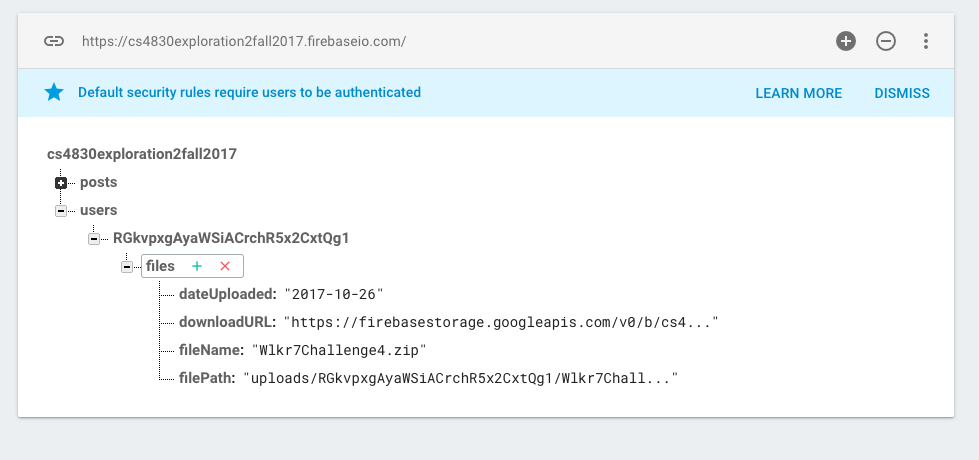 https://cs4830exploration2fall2017.firebaseio.com/
Default security rules require users to be authenticated LEARN MORE DISMISS
cs4830exploration2fall2017
posts
users
RGkvpxgAyaWSiACrchR5x2CxtQg1
files
dateUploaded: "2017-10-26"
downloadURL: "https://firebasestorage.googleapis.com/v0/b/cs4..."
fileName: "Wlkr7Challenge4.zip"
filePath: "uploads/RGkvpxgAyaWSiACrchR5x2CxtQg1/Wlkr7Chall..."